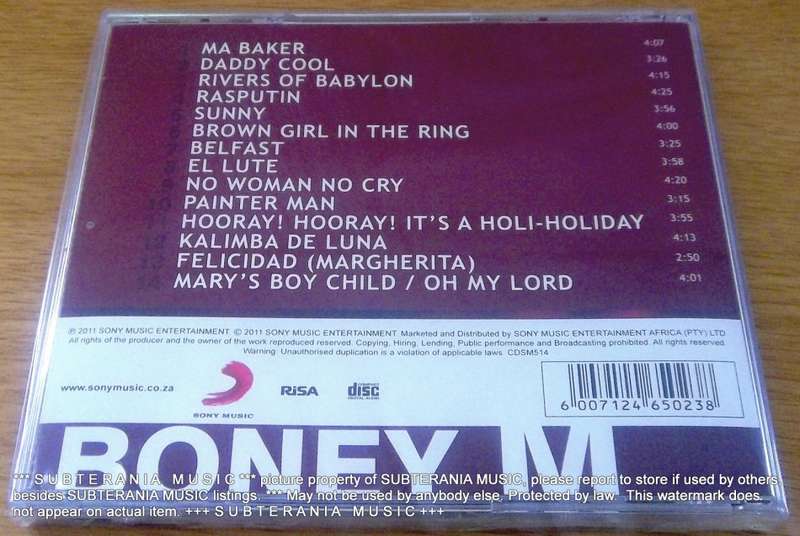 MA BAKER 4:07
DADDY COOL 3:26
RIVERS OF BABYLON 4:15
RASPUTIN 4:25
SUNNY 3:56
BROWN GIRL IN THE RING 4:00
BELFAST 3:25
EL LUTE 3:58
NO WOMAN NO CRY 4:20
PAINTER MAN 3:15
HOORAY! HOORAY! IT'S A HOLI-HOLIDAY 3:55
KALIMBA DE LUNA 4:13
FELICIDAD (MARGHERITA) 2:50
MARY'S BOY CHILD / OH MY LORD 4:01
℗ 2011 SONY MUSIC ENTERTAINMENT. © 2011 SONY MUSIC ENTERTAINMENT. Marketed and Distributed by SONY MUSIC ENTERTAINMENT AFRICA (PTY) LTD
All rights of the producer and the owner of the work reproduced reserved. Copying, Hiring, Lending, Public performance and Broadcasting prohibited. All rights reserved.
Warning: Unauthorised duplication is a violation of applicable laws. CDSM514
www.sonymusic.co.za
SONY MUSIC
RiSA
COMPACT
disc
DIGITAL AUDIO
6 007124 650238
BONEY M
*** S U B T E R A N I A   M U S I C *** picture property of SUBTERANIA MUSIC, please report to store if used by others
besides SUBTERANIA MUSIC listings. *** May not be used by anybody else, Protected by law. This watermark does
not appear on actual item. +++ S U B T E R A N I A   M U S I C +++